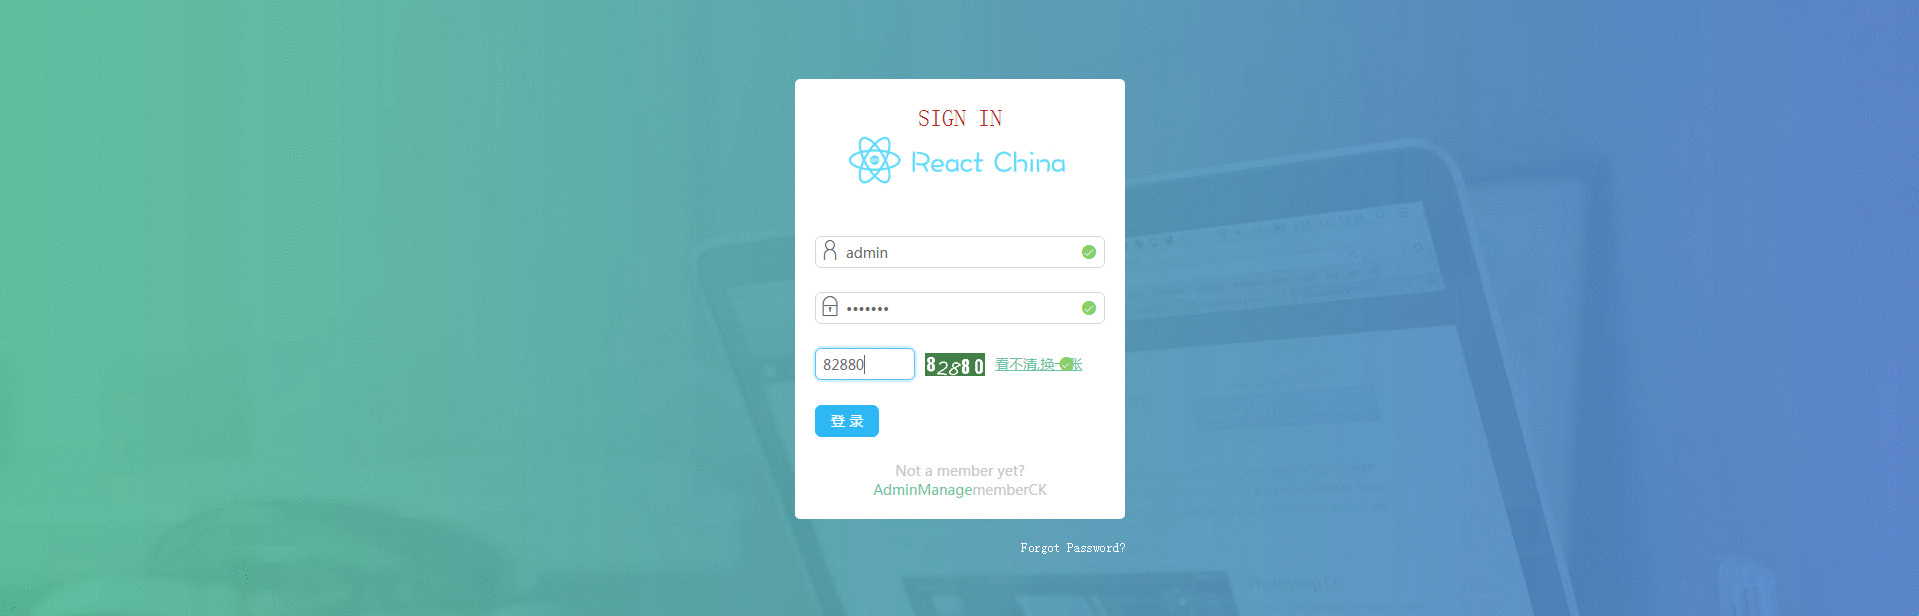 SIGN IN
React China
admin
•••••••
82880
82880
看不清,换一张
登 录
Not a member yet?
AdminManagememberCK
Forgot Password?